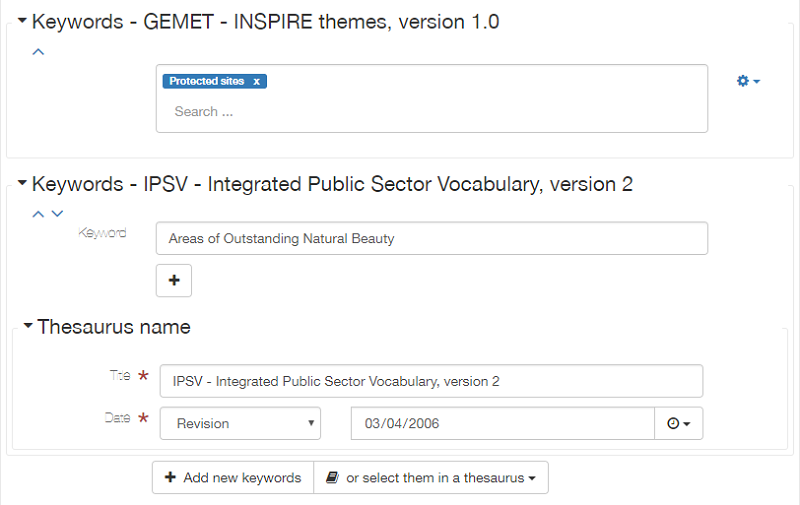 Keywords - GEMET - INSPIRE themes, version 1.0
Protected sites x
Search ...
Keywords - IPSV - Integrated Public Sector Vocabulary, version 2
Keyword
Areas of Outstanding Natural Beauty
+
Thesaurus name
Title * IPSV - Integrated Public Sector Vocabulary, version 2
Date * Revision 03/04/2006
+ Add new keywords or select them in a thesaurus